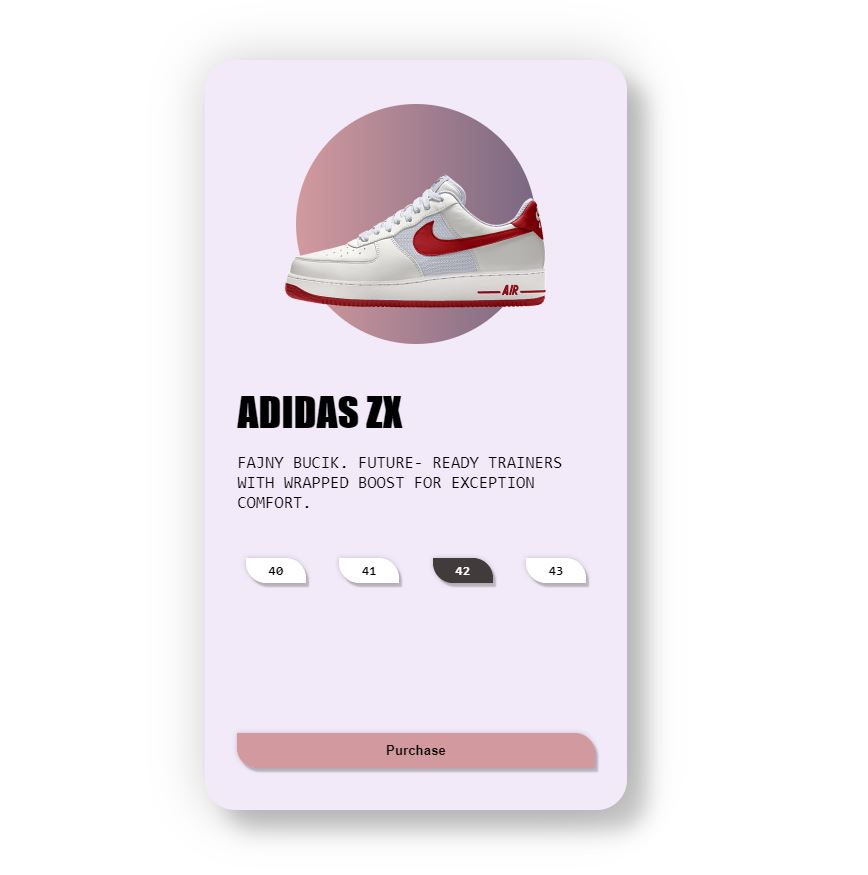 AIR
ADIDAS ZX
FAJNY BUCIK. FUTURE- READY TRAINERS
WITH WRAPPED BOOST FOR EXCEPTION
COMFORT.
40 41 42 43
Purchase